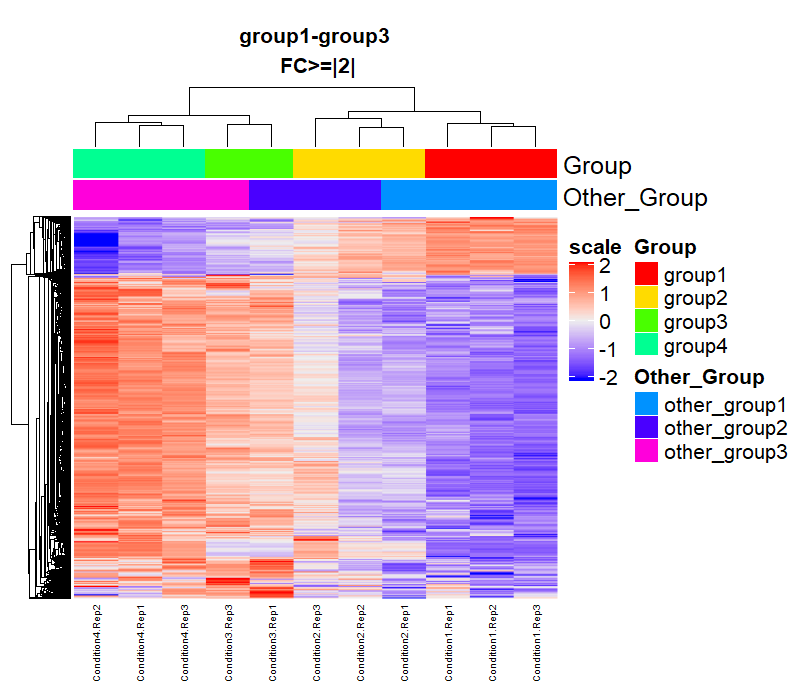 group1-group3
FC>=|2|
Group
Other_Group
scale
2
1
0
-1
-2
Group
group1
group2
group3
group4
Other_Group
other_group1
other_group2
other_group3
Condition4.Rep2
Condition4.Rep1
Condition4.Rep3
Condition3.Rep3
Condition3.Rep1
Condition2.Rep3
Condition2.Rep2
Condition2.Rep1
Condition1.Rep1
Condition1.Rep2
Condition1.Rep3